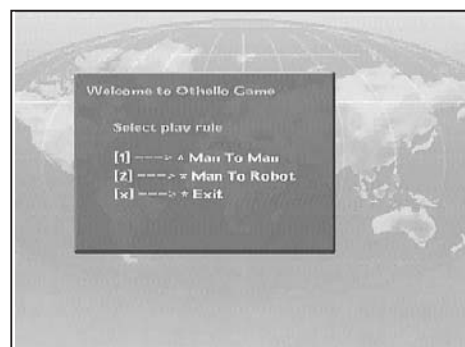 Welcome to Othello Game
Select play rule
[1] ----> * Man To Man
[2] ----> * Man To Robot
[x] ----> * Exit